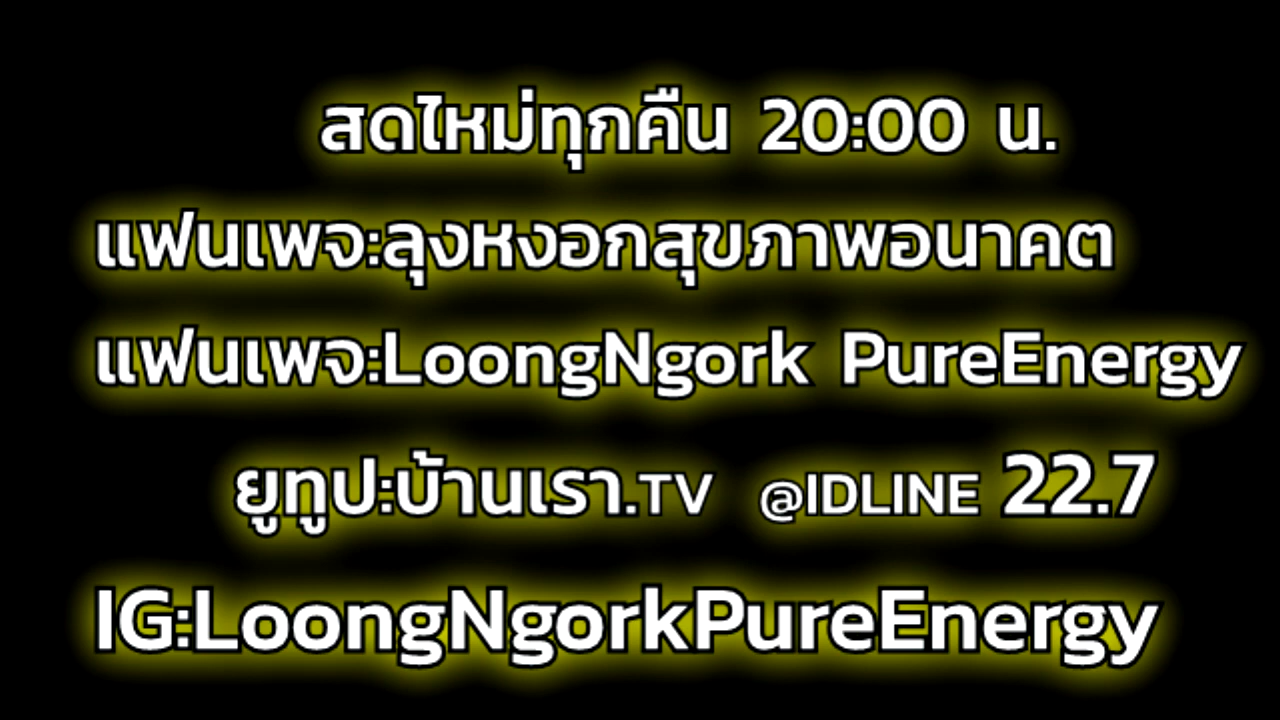 สดใหม่ทุกคืน 20:00 น.
แฟนเพจ:ลุงหงอกสุขภาพอนาคต
แฟนเพจ:LoongNgork PureEnergy
ยูทูป:บ้านเรา.TV @IDLINE 22.7
IG:LoongNgorkPureEnergy